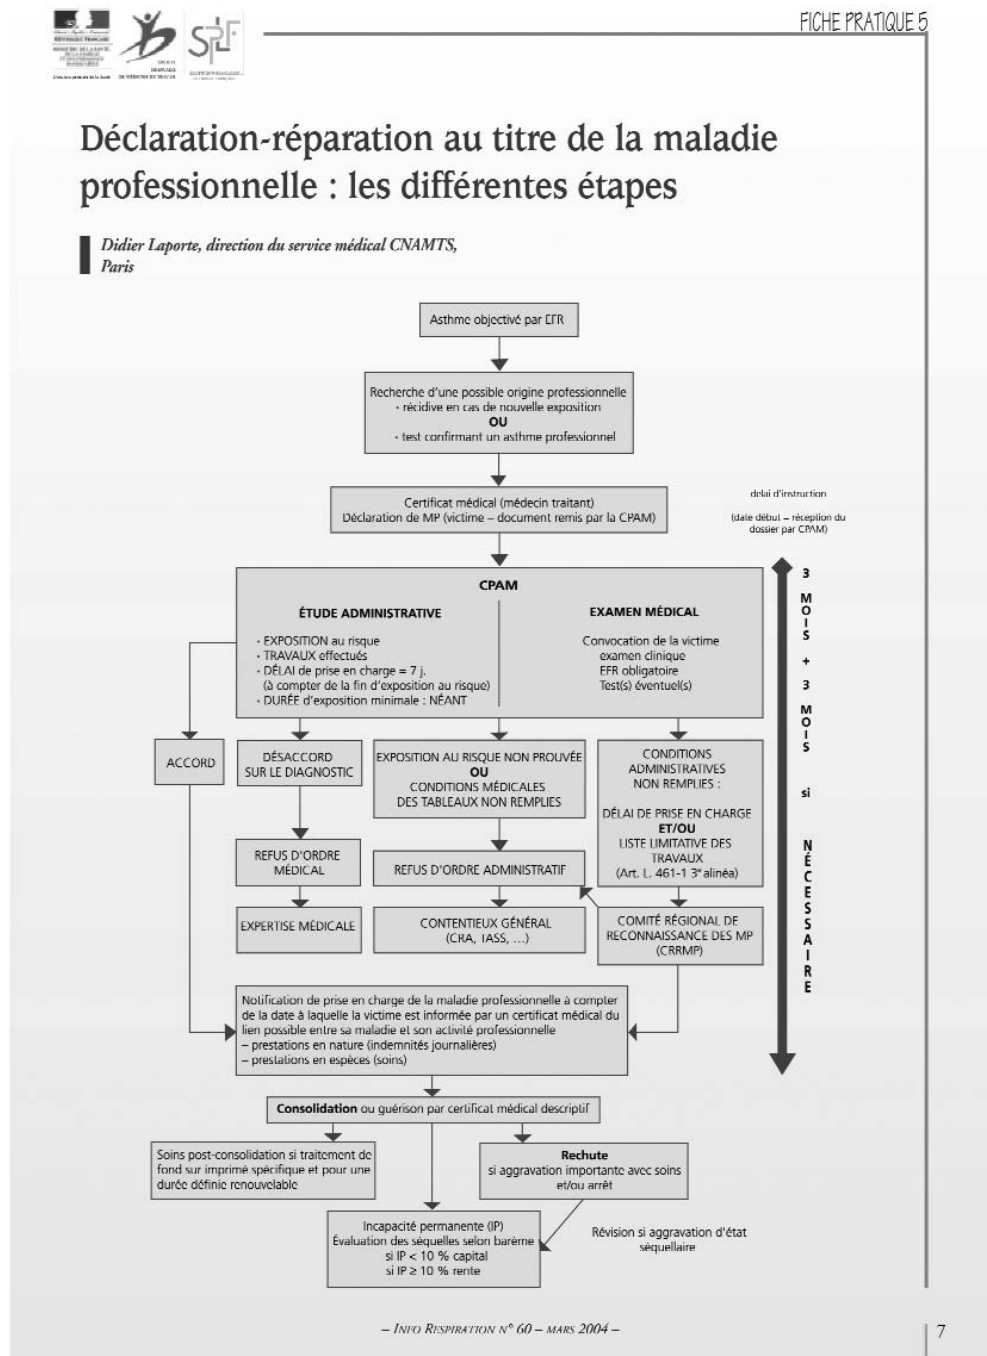 FICHE PRATIQUE 5
Déclaration-réparation au titre de la maladie
professionnelle : les différentes étapes
Didier Laporte, direction du service médical CNAMTS,
Paris
Asthme objectivé par EFR
Recherche d'une possible origine professionnelle
• récidive en cas de nouvelle exposition
OU
• test confirmant un asthme professionnel
Certificat médical (médecin traitant)
Déclaration de MP (victime – document remis par la CPAM)
delai d'instruction
(date début – réception du
dossier par CPAM)
3 MOIS + 3 MOIS si NÉCESSAIRE
CPAM
ÉTUDE ADMINISTRATIVE
• EXPOSITION au risque
• TRAVAUX effectués
• DÉLAI de prise en charge = 7 j.
(à compter de la fin d'exposition au risque)
• DURÉE d'exposition minimale : NÉANT
EXAMEN MÉDICAL
Convocation de la victime
examen clinique
EFR obligatoire
Test(s) éventuel(s)
ACCORD
DÉSACCORD
SUR LE DIAGNOSTIC
EXPOSITION AU RISQUE NON PROUVÉE
OU
CONDITIONS MÉDICALES
DES TABLEAUX NON REMPLIES
CONDITIONS
ADMINISTRATIVES
NON REMPLIES :
DÉLAI DE PRISE EN CHARGE
ET/OU
LISTE LIMITATIVE DES
TRAVAUX
(Art. L. 461-1 3e alinéa)
REFUS D'ORDRE
MÉDICAL
REFUS D'ORDRE ADMINISTRATIF
EXPERTISE MÉDICALE
CONTENTIEUX GÉNÉRAL
(CRA, TASS, ...)
COMITÉ RÉGIONAL DE
RECONNAISSANCE DES MP
(CRRMP)
Notification de prise en charge de la maladie professionnelle à compter
de la date à laquelle la victime est informée par un certificat médical du
lien possible entre sa maladie et son activité professionnelle
– prestations en nature (indemnités journalières)
– prestations en espèces (soins)
Consolidation ou guérison par certificat médical descriptif
Soins post-consolidation si traitement de
fond sur imprimé spécifique et pour une
durée définie renouvelable
Rechute
si aggravation importante avec soins
et/ou arrêt
Incapacité permanente (IP)
Évaluation des séquelles selon barème
si IP < 10 % capital
si IP ≥ 10 % rente
Révision si aggravation d'état
séquellaire
– INFO RESPIRATION N° 60 – MARS 2004 –
7